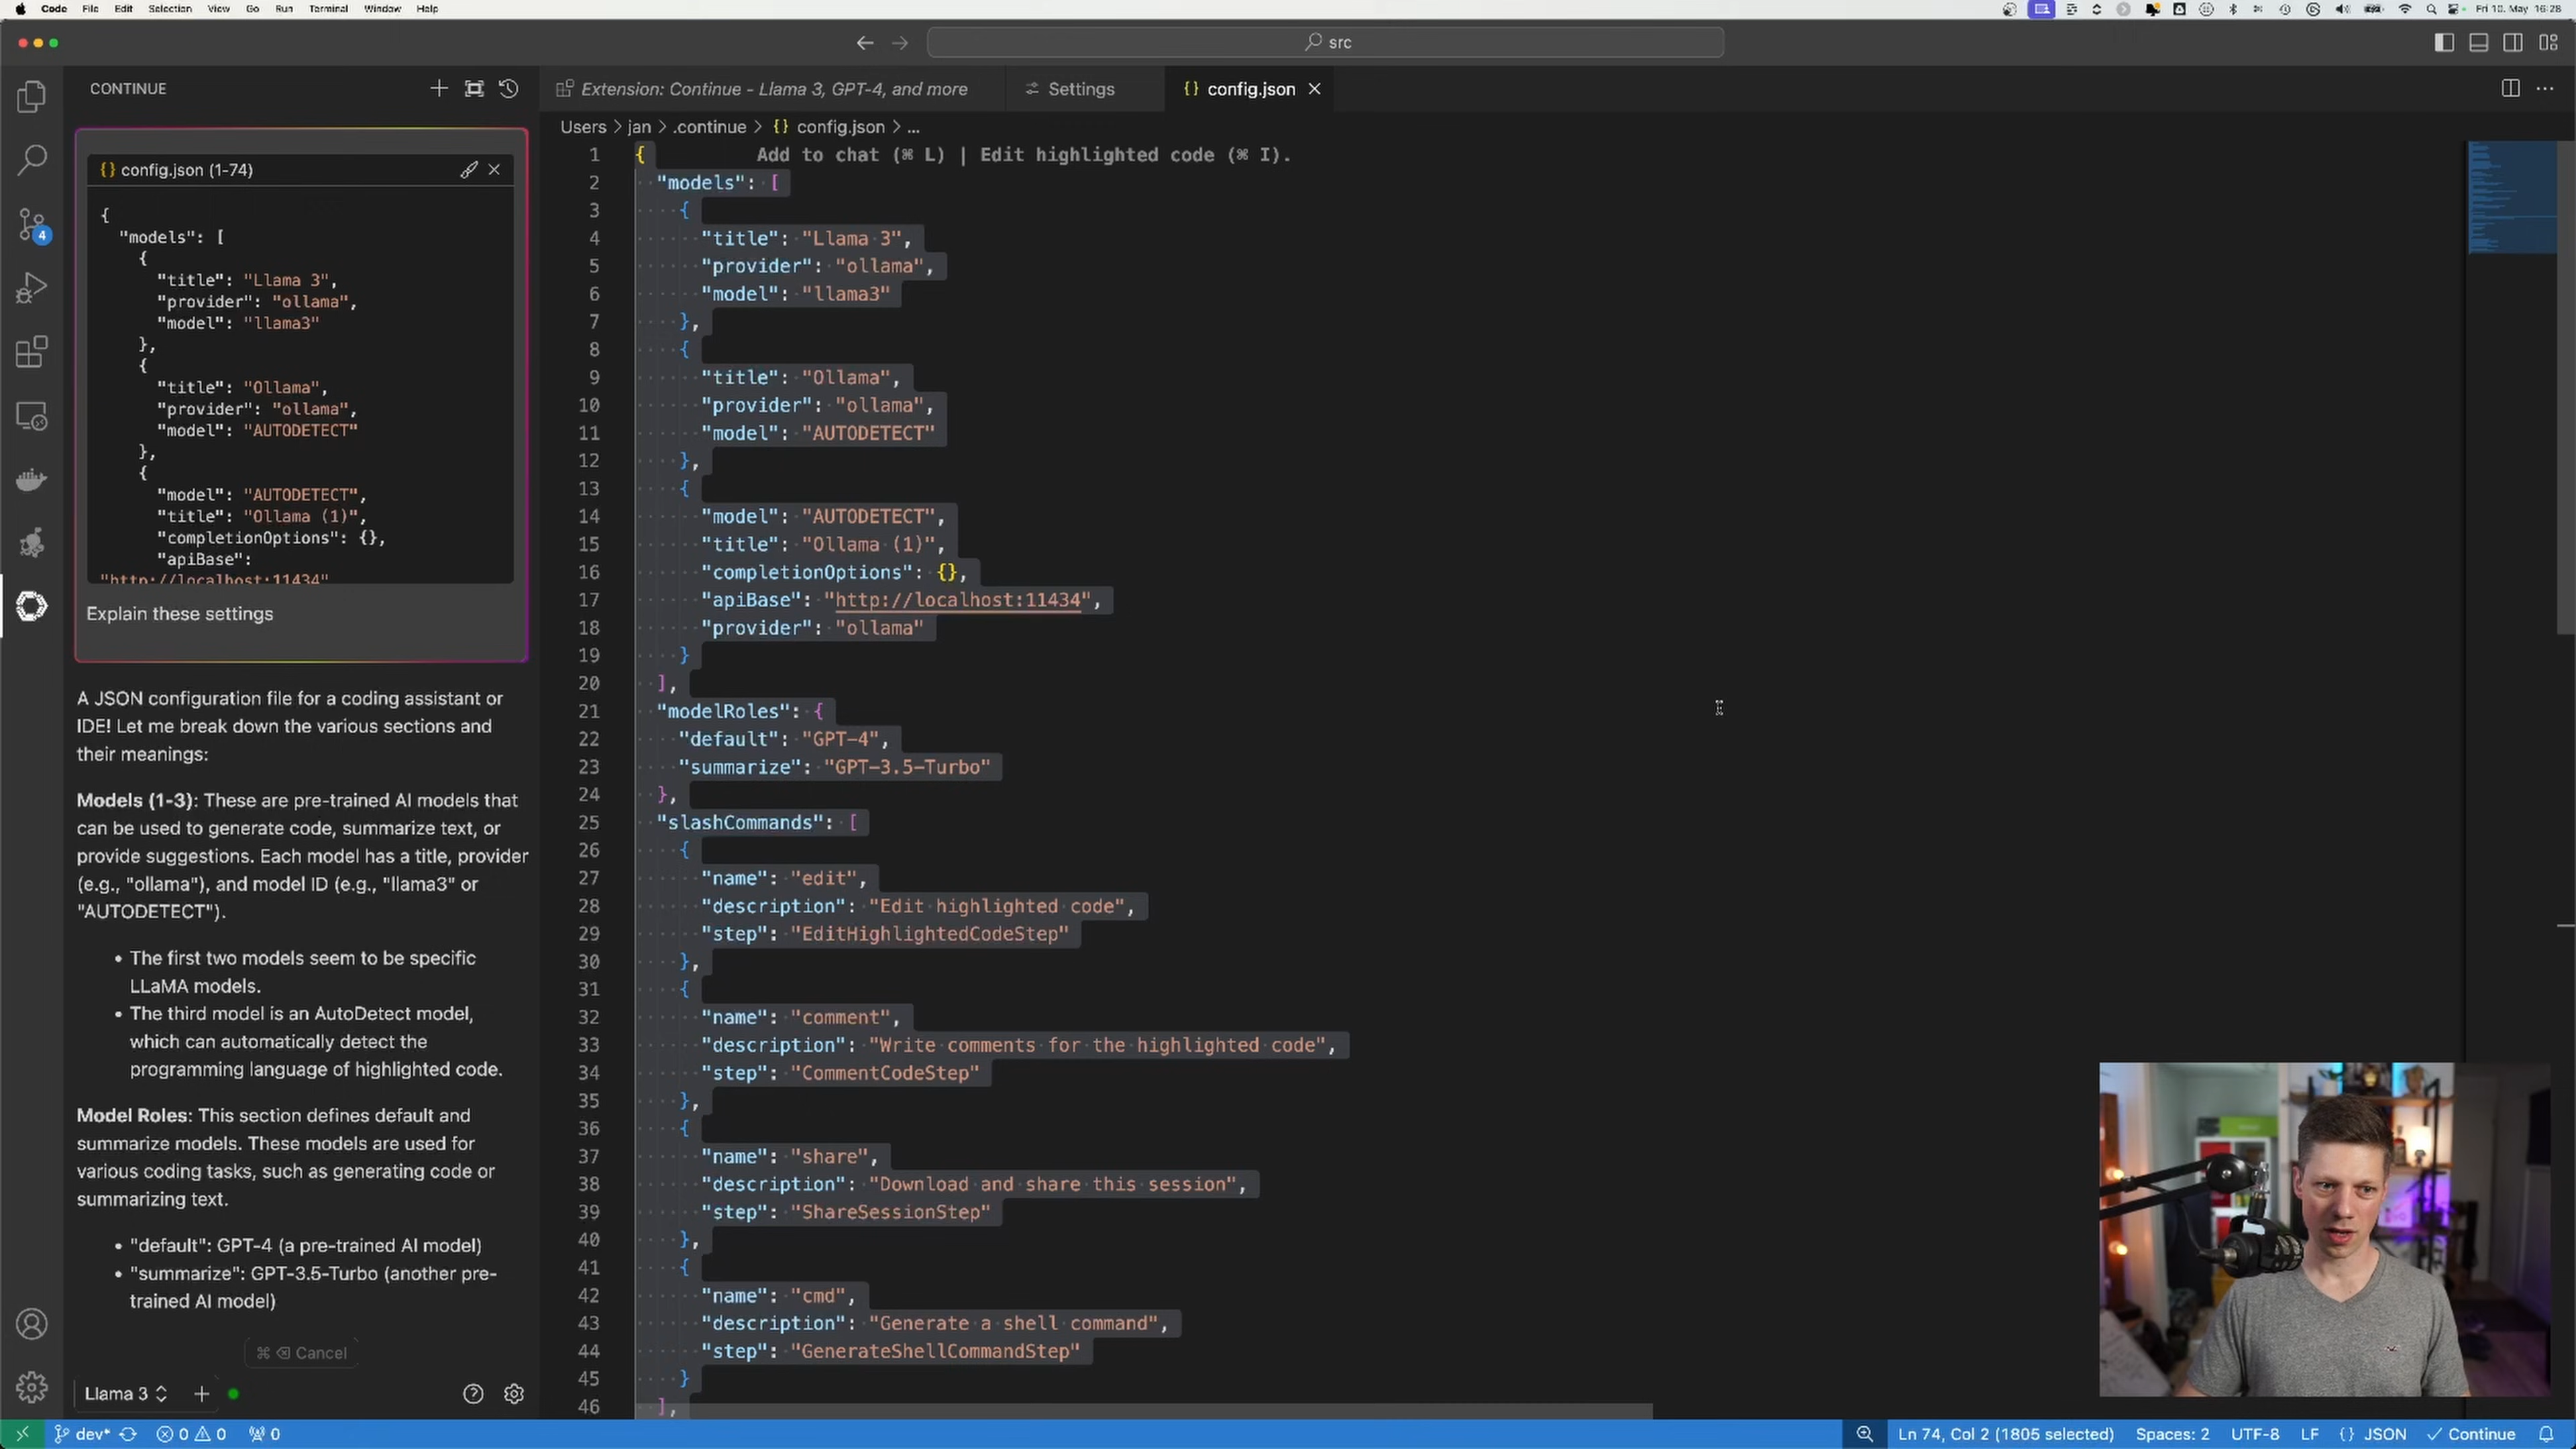 Code File Edit Selection View Go Run Terminal Window Help
Fri 10. May 16:28
src
CONTINUE
Extension: Continue - Llama 3, GPT-4, and more
Settings
{} config.json
Users > jan > .continue > {} config.json > ...
{} config.json (1-74)
{
"models": [
{
"title": "Llama 3",
"provider": "ollama",
"model": "llama3"
},
{
"title": "Ollama",
"provider": "ollama",
"model": "AUTODETECT"
},
{
"model": "AUTODETECT",
"title": "Ollama (1)",
"completionOptions": {},
"apiBase":
"http://localhost:11434"
Explain these settings
A JSON configuration file for a coding assistant or
IDE! Let me break down the various sections and
their meanings:
Models (1-3): These are pre-trained AI models that
can be used to generate code, summarize text, or
provide suggestions. Each model has a title, provider
(e.g., "ollama"), and model ID (e.g., "llama3" or
"AUTODETECT").
• The first two models seem to be specific
LLaMA models.
• The third model is an AutoDetect model,
which can automatically detect the
programming language of highlighted code.
Model Roles: This section defines default and
summarize models. These models are used for
various coding tasks, such as generating code or
summarizing text.
• "default": GPT-4 (a pre-trained AI model)
• "summarize": GPT-3.5-Turbo (another pre-
trained AI model)
⌘ ⌫ Cancel
Llama 3
4
1 { Add to chat (⌘ L) | Edit highlighted code (⌘ I).
2 "models": [
3 {
4 "title": "Llama 3",
5 "provider": "ollama",
6 "model": "llama3"
7 },
8 {
9 "title": "Ollama",
10 "provider": "ollama",
11 "model": "AUTODETECT"
12 },
13 {
14 "model": "AUTODETECT",
15 "title": "Ollama (1)",
16 "completionOptions": {},
17 "apiBase": "http://localhost:11434",
18 "provider": "ollama"
19 }
20 ],
21 "modelRoles": {
22 "default": "GPT-4",
23 "summarize": "GPT-3.5-Turbo"
24 },
25 "slashCommands": [
26 {
27 "name": "edit",
28 "description": "Edit highlighted code",
29 "step": "EditHighlightedCodeStep"
30 },
31 {
32 "name": "comment",
33 "description": "Write comments for the highlighted code",
34 "step": "CommentCodeStep"
35 },
36 {
37 "name": "share",
38 "description": "Download and share this session",
39 "step": "ShareSessionStep"
40 },
41 {
42 "name": "cmd",
43 "description": "Generate a shell command",
44 "step": "GenerateShellCommandStep"
45 }
46 ],
dev* 0 0 0
Ln 74, Col 2 (1805 selected) Spaces: 2 UTF-8 LF {} JSON ✓ Continue